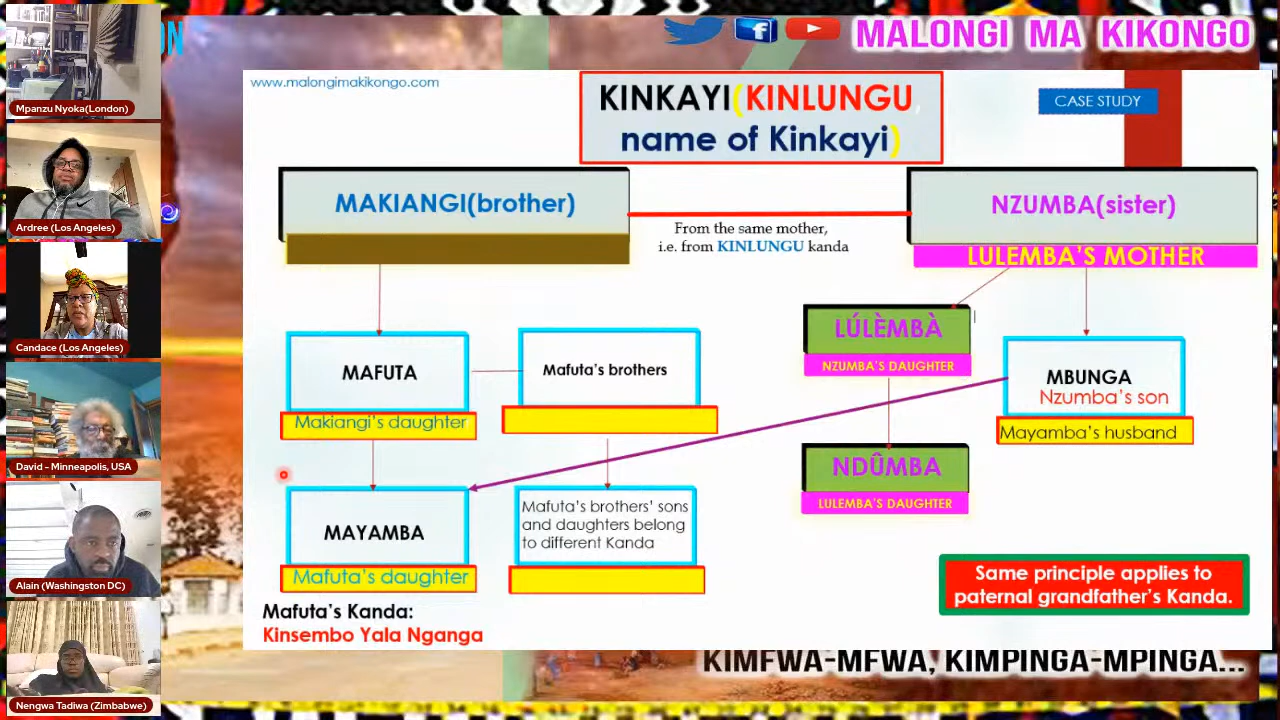 ON
MALONGI MA KIKONGO
www.malongimakikongo.com
KINKAYI(KINLUNGU,
name of Kinkayi)
CASE STUDY
MAKIANGI(brother)
From the same mother,
i.e. from KINLUNGU kanda
NZUMBA(sister)
LULEMBA'S MOTHER
LÚLÈMBÀ
NZUMBA'S DAUGHTER
MAFUTA
Makiangi's daughter
Mafuta's brothers
MBUNGA
Nzumba's son
Mayamba's husband
NDÛMBA
LULEMBA'S DAUGHTER
MAYAMBA
Mafuta's daughter
Mafuta's brothers' sons
and daughters belong
to different Kanda
Same principle applies to
paternal grandfather's Kanda.
Mafuta's Kanda:
Kinsembo Yala Nganga
KIMFWA-MFWA, KIMPINGA-MPINGA...
Mpanzu Nyoka(London)
Ardree (Los Angeles)
Candace (Los Angeles)
David - Minneapolis, USA
Alain (Washingston DC)
Nengwa Tadiwa (Zimbabwe)